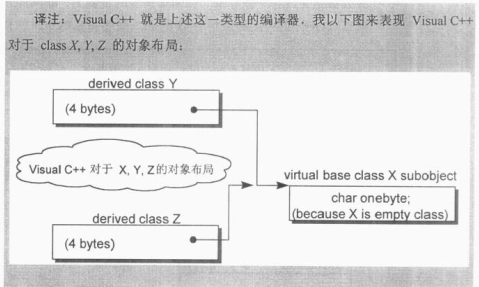 译注：Visual C++ 就是上述这一类型的编译器．我以下图来表现 Visual C++
对于 class X, Y, Z 的对象布局：
derived class Y
(4 bytes)
Visual C++ 对于 X, Y, Z的对象布局
virtual base class X subobject
char onebyte;
(because X is empty class)
derived class Z
(4 bytes)